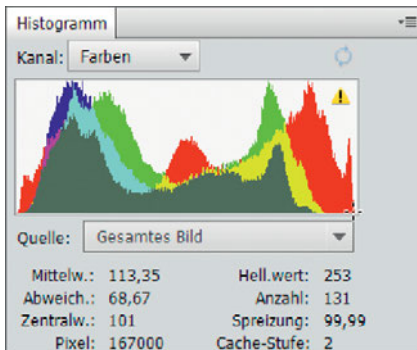 Histogramm
Kanal: Farben
Quelle: Gesamtes Bild
Mittelw.: 113,35 Hell.wert: 253
Abweich.: 68,67 Anzahl: 131
Zentralw.: 101 Spreizung: 99,99
Pixel: 167000 Cache-Stufe: 2